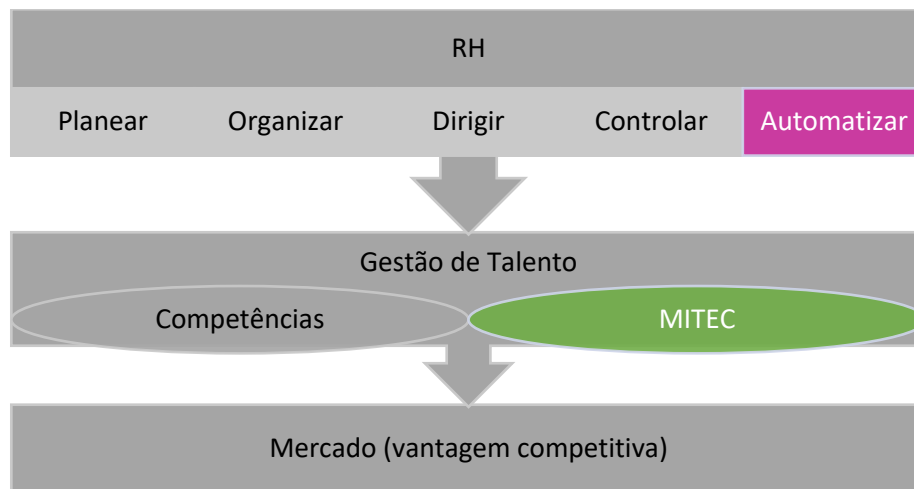 RH
Planear Organizar Dirigir Controlar Automatizar
Gestão de Talento
Competências MITEC
Mercado (vantagem competitiva)